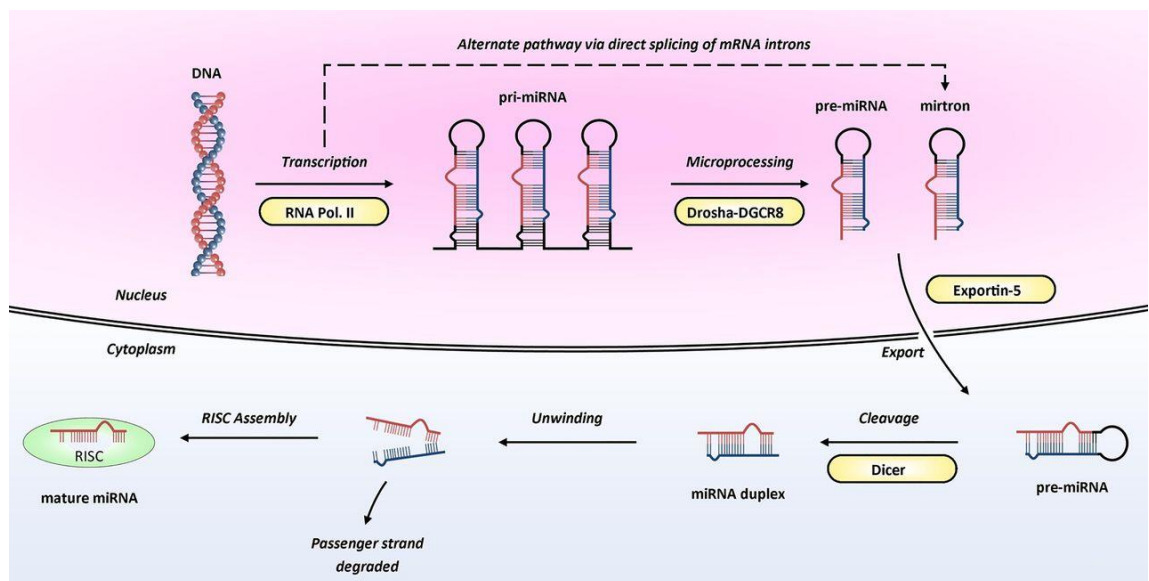 Alternate pathway via direct splicing of mRNA introns
DNA
pri-miRNA
pre-miRNA
mirtron
Transcription
Microprocessing
RNA Pol. II
Drosha-DGCR8
Nucleus
Exportin-5
Cytoplasm
Export
RISC Assembly
Unwinding
Cleavage
RISC
Dicer
mature miRNA
miRNA duplex
pre-miRNA
Passenger strand
degraded